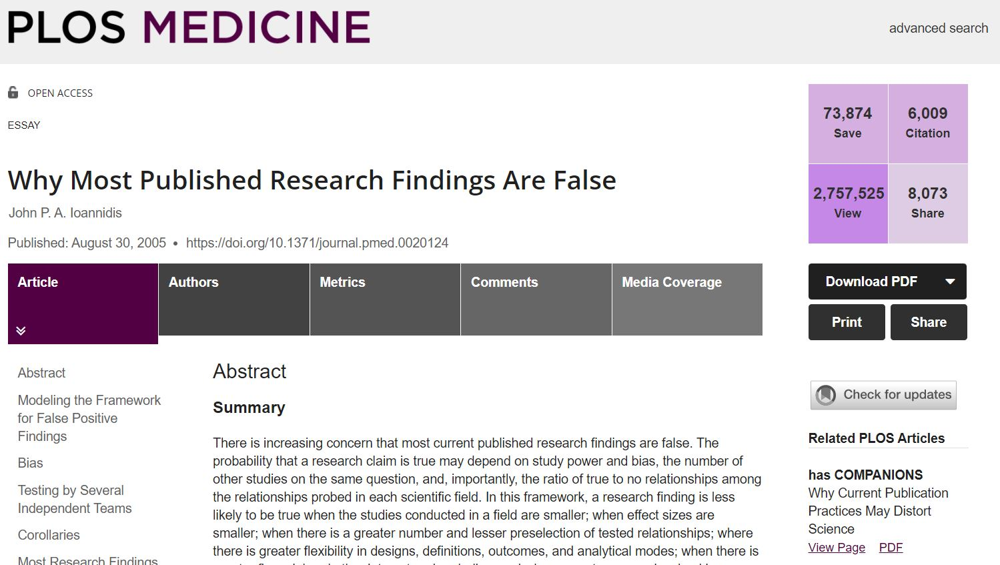 PLOS MEDICINE
advanced search
OPEN ACCESS
ESSAY
Why Most Published Research Findings Are False
John P. A. Ioannidis
Published: August 30, 2005 • https://doi.org/10.1371/journal.pmed.0020124
73,874
Save
6,009
Citation
2,757,525
View
8,073
Share
Article
Authors
Metrics
Comments
Media Coverage
Download PDF
Print
Share
Abstract
Modeling the Framework
for False Positive
Findings
Bias
Testing by Several
Independent Teams
Corollaries
Most Research Findings
Abstract
Summary
There is increasing concern that most current published research findings are false. The
probability that a research claim is true may depend on study power and bias, the number of
other studies on the same question, and, importantly, the ratio of true to no relationships among
the relationships probed in each scientific field. In this framework, a research finding is less
likely to be true when the studies conducted in a field are smaller; when effect sizes are
smaller; when there is a greater number and lesser preselection of tested relationships; where
there is greater flexibility in designs, definitions, outcomes, and analytical modes; when there is
Check for updates
Related PLOS Articles
has COMPANIONS
Why Current Publication
Practices May Distort
Science
View Page PDF